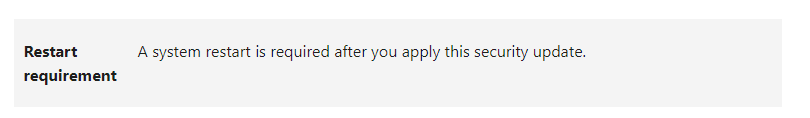 Restart requirement
A system restart is required after you apply this security update.